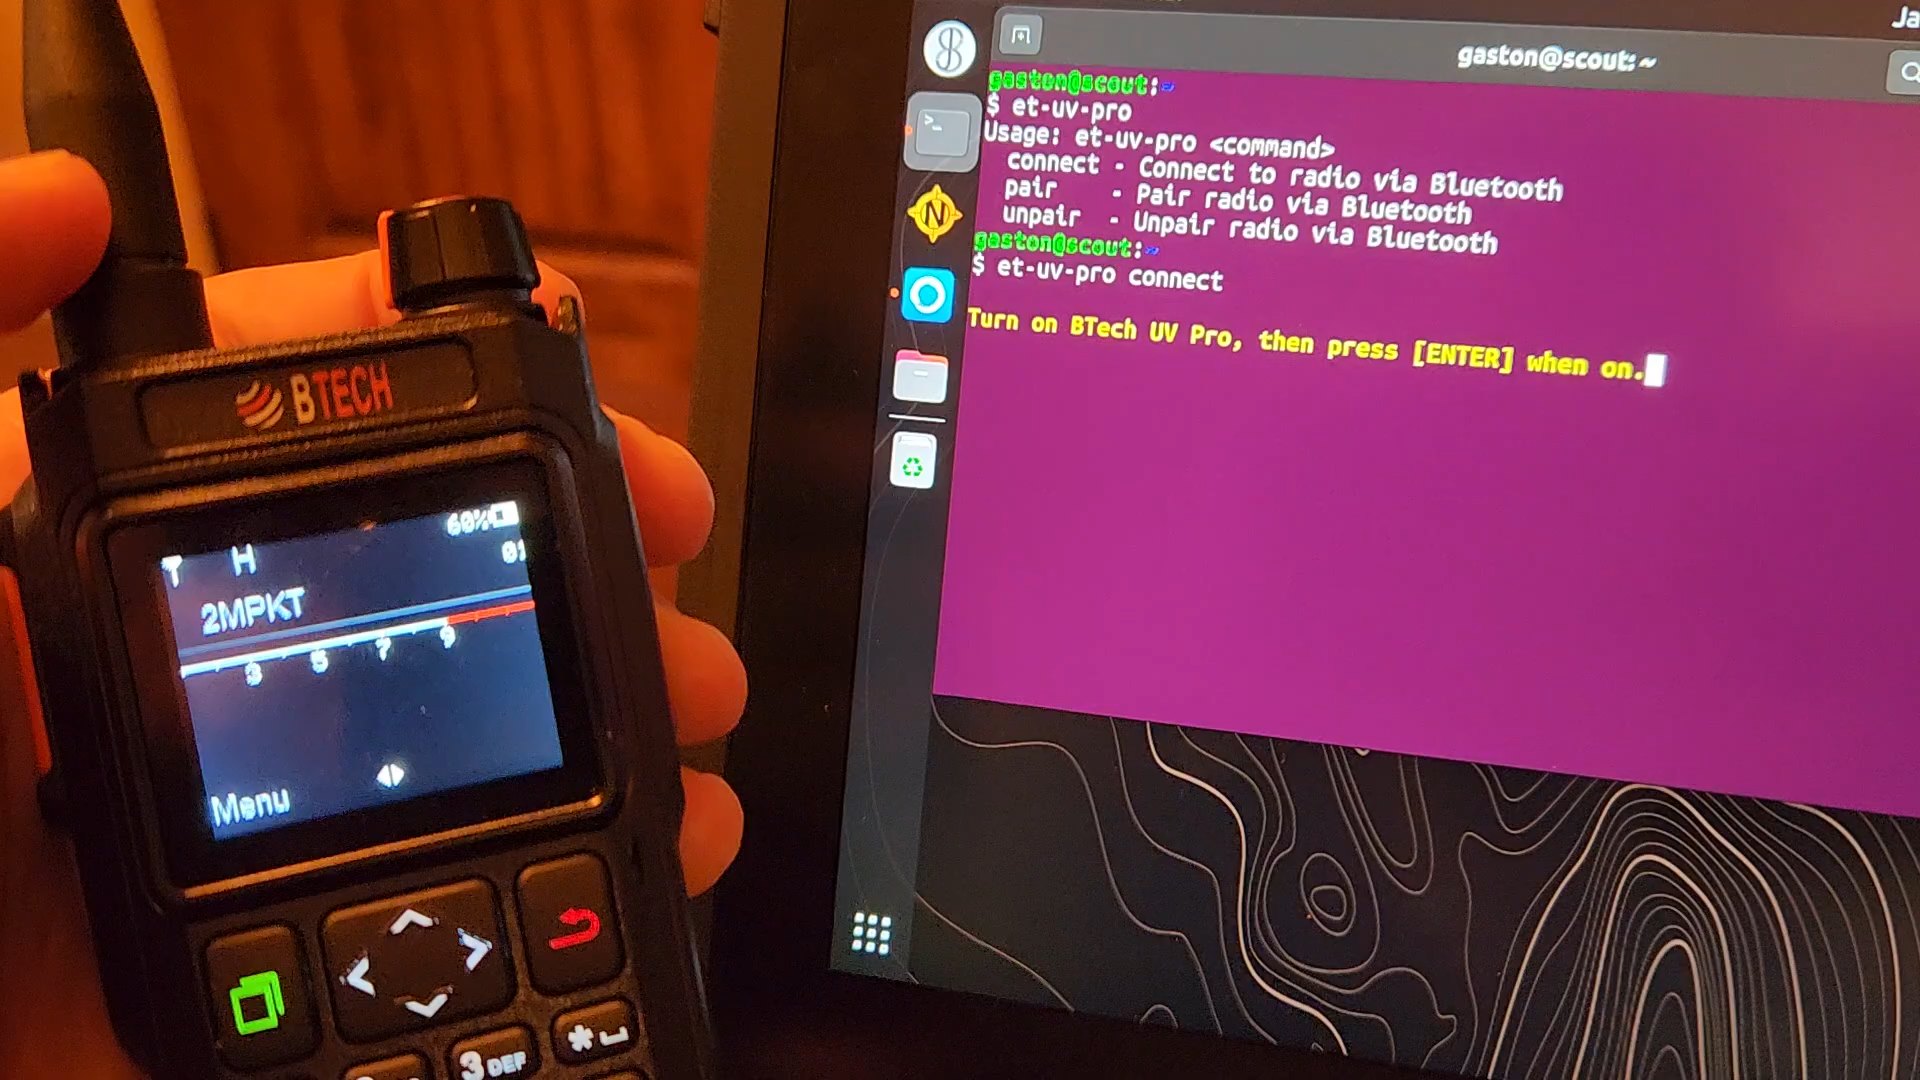 BTECH
60%
H
01
2MPKT
3 5 7 9
Menu
3 DEF
*
Ja
gaston@scout: ~
gaston@scout:~
$ et-uv-pro
Usage: et-uv-pro <command>
connect - Connect to radio via Bluetooth
pair - Pair radio via Bluetooth
unpair - Unpair radio via Bluetooth
gaston@scout:~
$ et-uv-pro connect
Turn on BTech UV Pro, then press [ENTER] when on.
>_
N